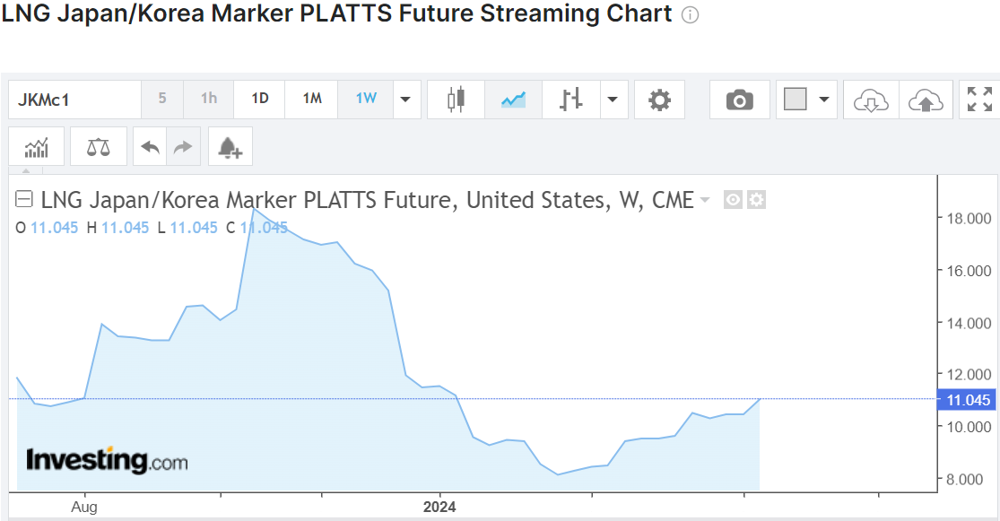 LNG Japan/Korea Marker PLATTS Future Streaming Chart
JKMc1 5 1h 1D 1M 1W
LNG Japan/Korea Marker PLATTS Future, United States, W, CME
O 11.045 H 11.045 L 11.045 C 11.045
18.000
16.000
14.000
12.000
11.045
10.000
8.000
Investing.com
Aug 2024